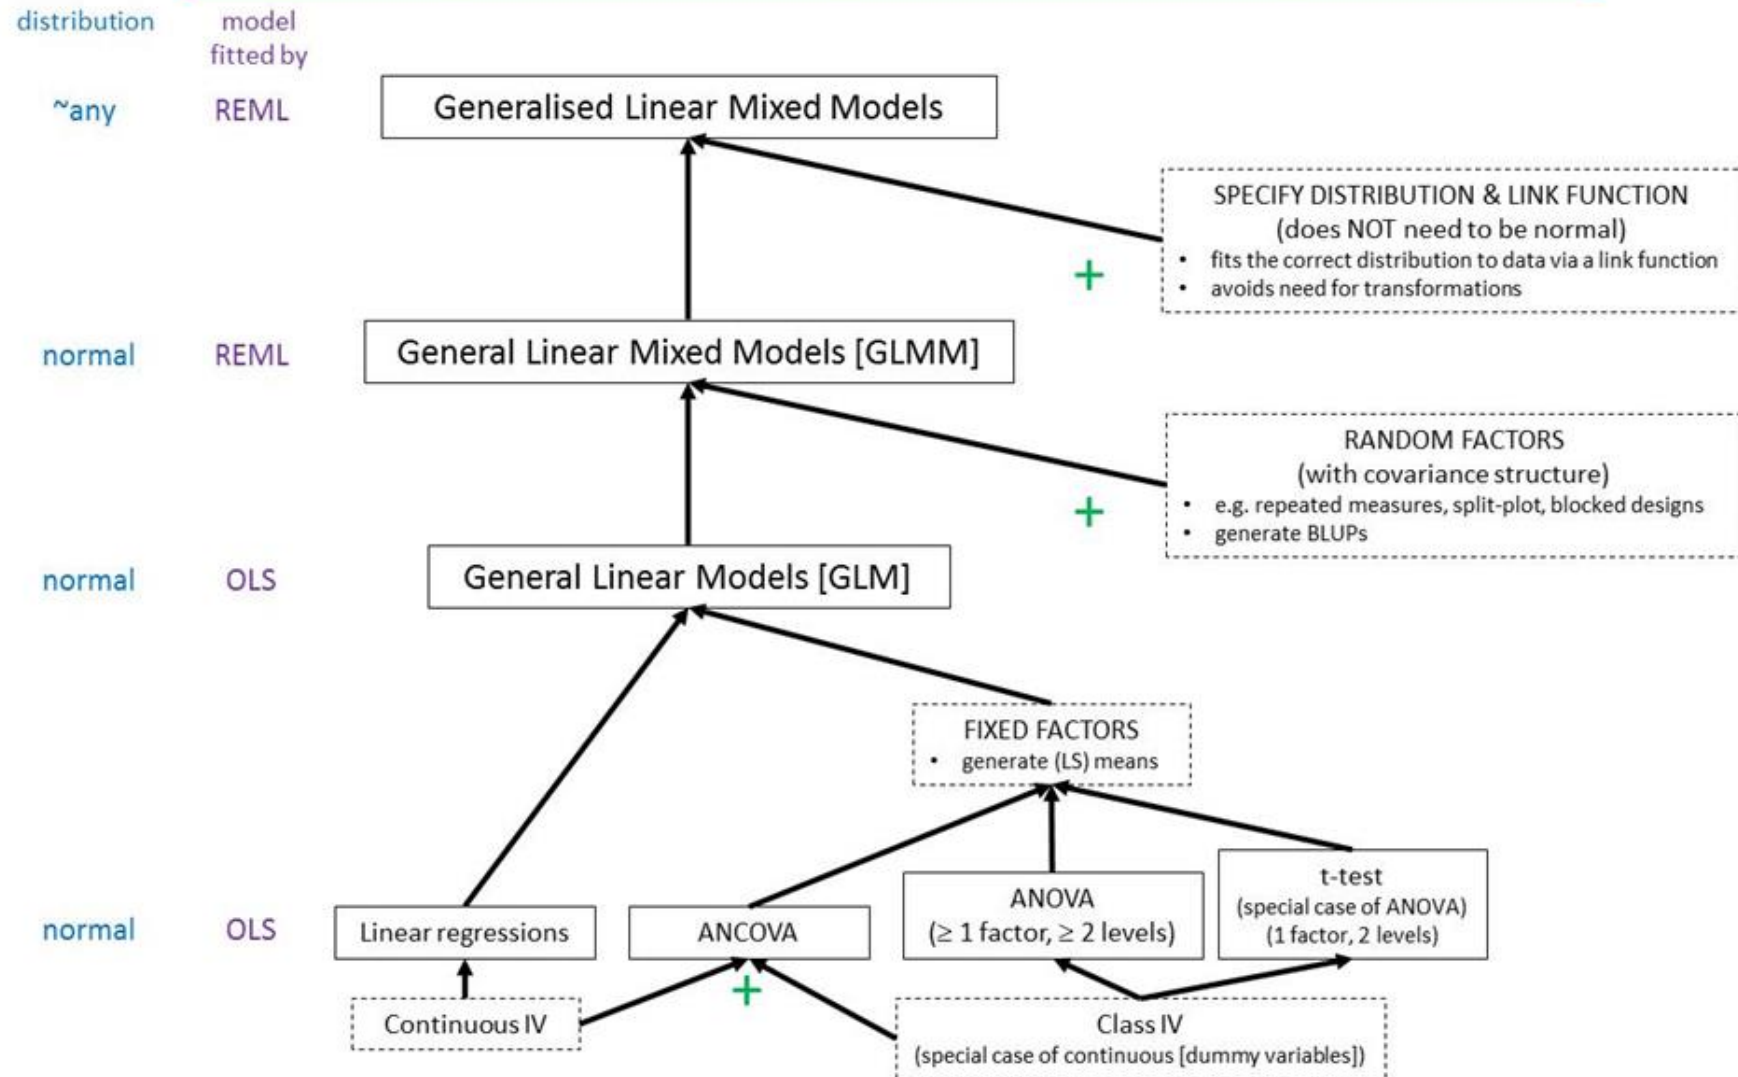 distribution
model
fitted by
~any
REML
Generalised Linear Mixed Models
SPECIFY DISTRIBUTION & LINK FUNCTION
(does NOT need to be normal)
• fits the correct distribution to data via a link function
• avoids need for transformations
+
normal
REML
General Linear Mixed Models [GLMM]
RANDOM FACTORS
(with covariance structure)
• e.g. repeated measures, split-plot, blocked designs
• generate BLUPs
+
normal
OLS
General Linear Models [GLM]
FIXED FACTORS
• generate (LS) means
normal
OLS
Linear regressions
ANCOVA
ANOVA
(≥ 1 factor, ≥ 2 levels)
t-test
(special case of ANOVA)
(1 factor, 2 levels)
+
Continuous IV
Class IV
(special case of continuous [dummy variables])